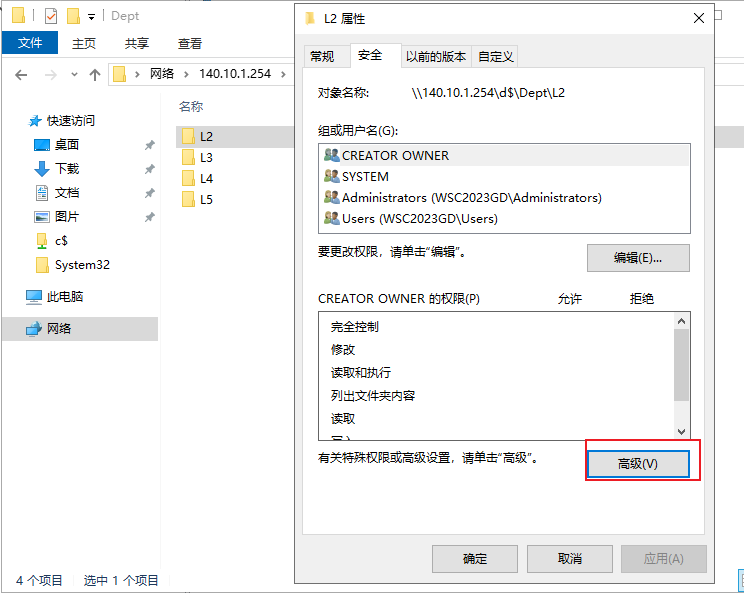 Dept
文件 主页 共享 查看
网络 140.10.1.254
名称
快速访问
桌面
下载
文档
图片
c$
System32
此电脑
网络
L2
L3
L4
L5
4 个项目 选中 1 个项目
L2 属性
常规 安全 以前的版本 自定义
对象名称: \\140.10.1.254\d$\Dept\L2
组或用户名(G):
CREATOR OWNER
SYSTEM
Administrators (WSC2023GD\Administrators)
Users (WSC2023GD\Users)
要更改权限，请单击“编辑”。 编辑(E)...
CREATOR OWNER 的权限(P) 允许 拒绝
完全控制
修改
读取和执行
列出文件夹内容
读取
有关特殊权限或高级设置，请单击“高级”。 高级(V)
确定 取消 应用(A)